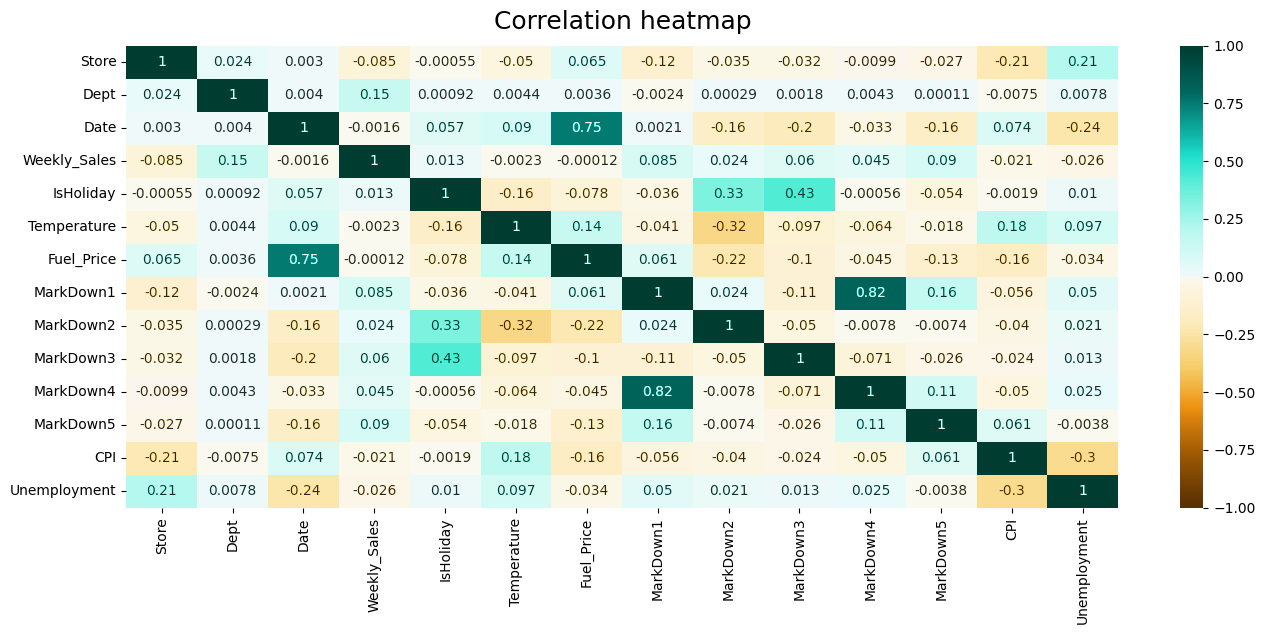 Correlation heatmap
Store 1 0.024 0.003 -0.085 -0.00055 -0.05 0.065 -0.12 -0.035 -0.032 -0.0099 -0.027 -0.21 0.21
Dept 0.024 1 0.004 0.15 0.00092 0.0044 0.0036 -0.0024 0.00029 0.0018 0.0043 0.00011 -0.0075 0.0078
Date 0.003 0.004 1 -0.0016 0.057 0.09 0.75 0.0021 -0.16 -0.2 -0.033 -0.16 0.074 -0.24
Weekly_Sales -0.085 0.15 -0.0016 1 0.013 -0.0023 -0.00012 0.085 0.024 0.06 0.045 0.09 -0.021 -0.026
IsHoliday -0.00055 0.00092 0.057 0.013 1 -0.16 -0.078 -0.036 0.33 0.43 -0.00056 -0.054 -0.0019 0.01
Temperature -0.05 0.0044 0.09 -0.0023 -0.16 1 0.14 -0.041 -0.32 -0.097 -0.064 -0.018 0.18 0.097
Fuel_Price 0.065 0.0036 0.75 -0.00012 -0.078 0.14 1 0.061 -0.22 -0.1 -0.045 -0.13 -0.16 -0.034
MarkDown1 -0.12 -0.0024 0.0021 0.085 -0.036 -0.041 0.061 1 0.024 -0.11 0.82 0.16 -0.056 0.05
MarkDown2 -0.035 0.00029 -0.16 0.024 0.33 -0.32 -0.22 0.024 1 -0.05 -0.0078 -0.0074 -0.04 0.021
MarkDown3 -0.032 0.0018 -0.2 0.06 0.43 -0.097 -0.1 -0.11 -0.05 1 -0.071 -0.026 -0.024 0.013
MarkDown4 -0.0099 0.0043 -0.033 0.045 -0.00056 -0.064 -0.045 0.82 -0.0078 -0.071 1 0.11 -0.05 0.025
MarkDown5 -0.027 0.00011 -0.16 0.09 -0.054 -0.018 -0.13 0.16 -0.0074 -0.026 0.11 1 0.061 -0.0038
CPI -0.21 -0.0075 0.074 -0.021 -0.0019 0.18 -0.16 -0.056 -0.04 -0.024 -0.05 0.061 1 -0.3
Unemployment 0.21 0.0078 -0.24 -0.026 0.01 0.097 -0.034 0.05 0.021 0.013 0.025 -0.0038 -0.3 1
Store
Dept
Date
Weekly_Sales
IsHoliday
Temperature
Fuel_Price
MarkDown1
MarkDown2
MarkDown3
MarkDown4
MarkDown5
CPI
Unemployment
1.00
0.75
0.50
0.25
0.00
−0.25
−0.50
−0.75
−1.00